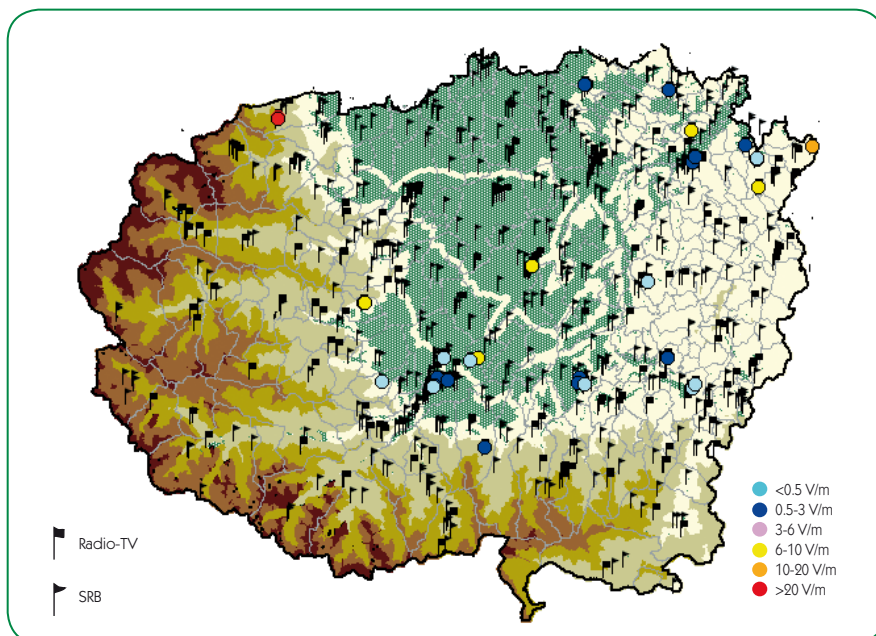 Radio-TV
SRB
<0.5 V/m
0.5-3 V/m
3-6 V/m
6-10 V/m
10-20 V/m
>20 V/m